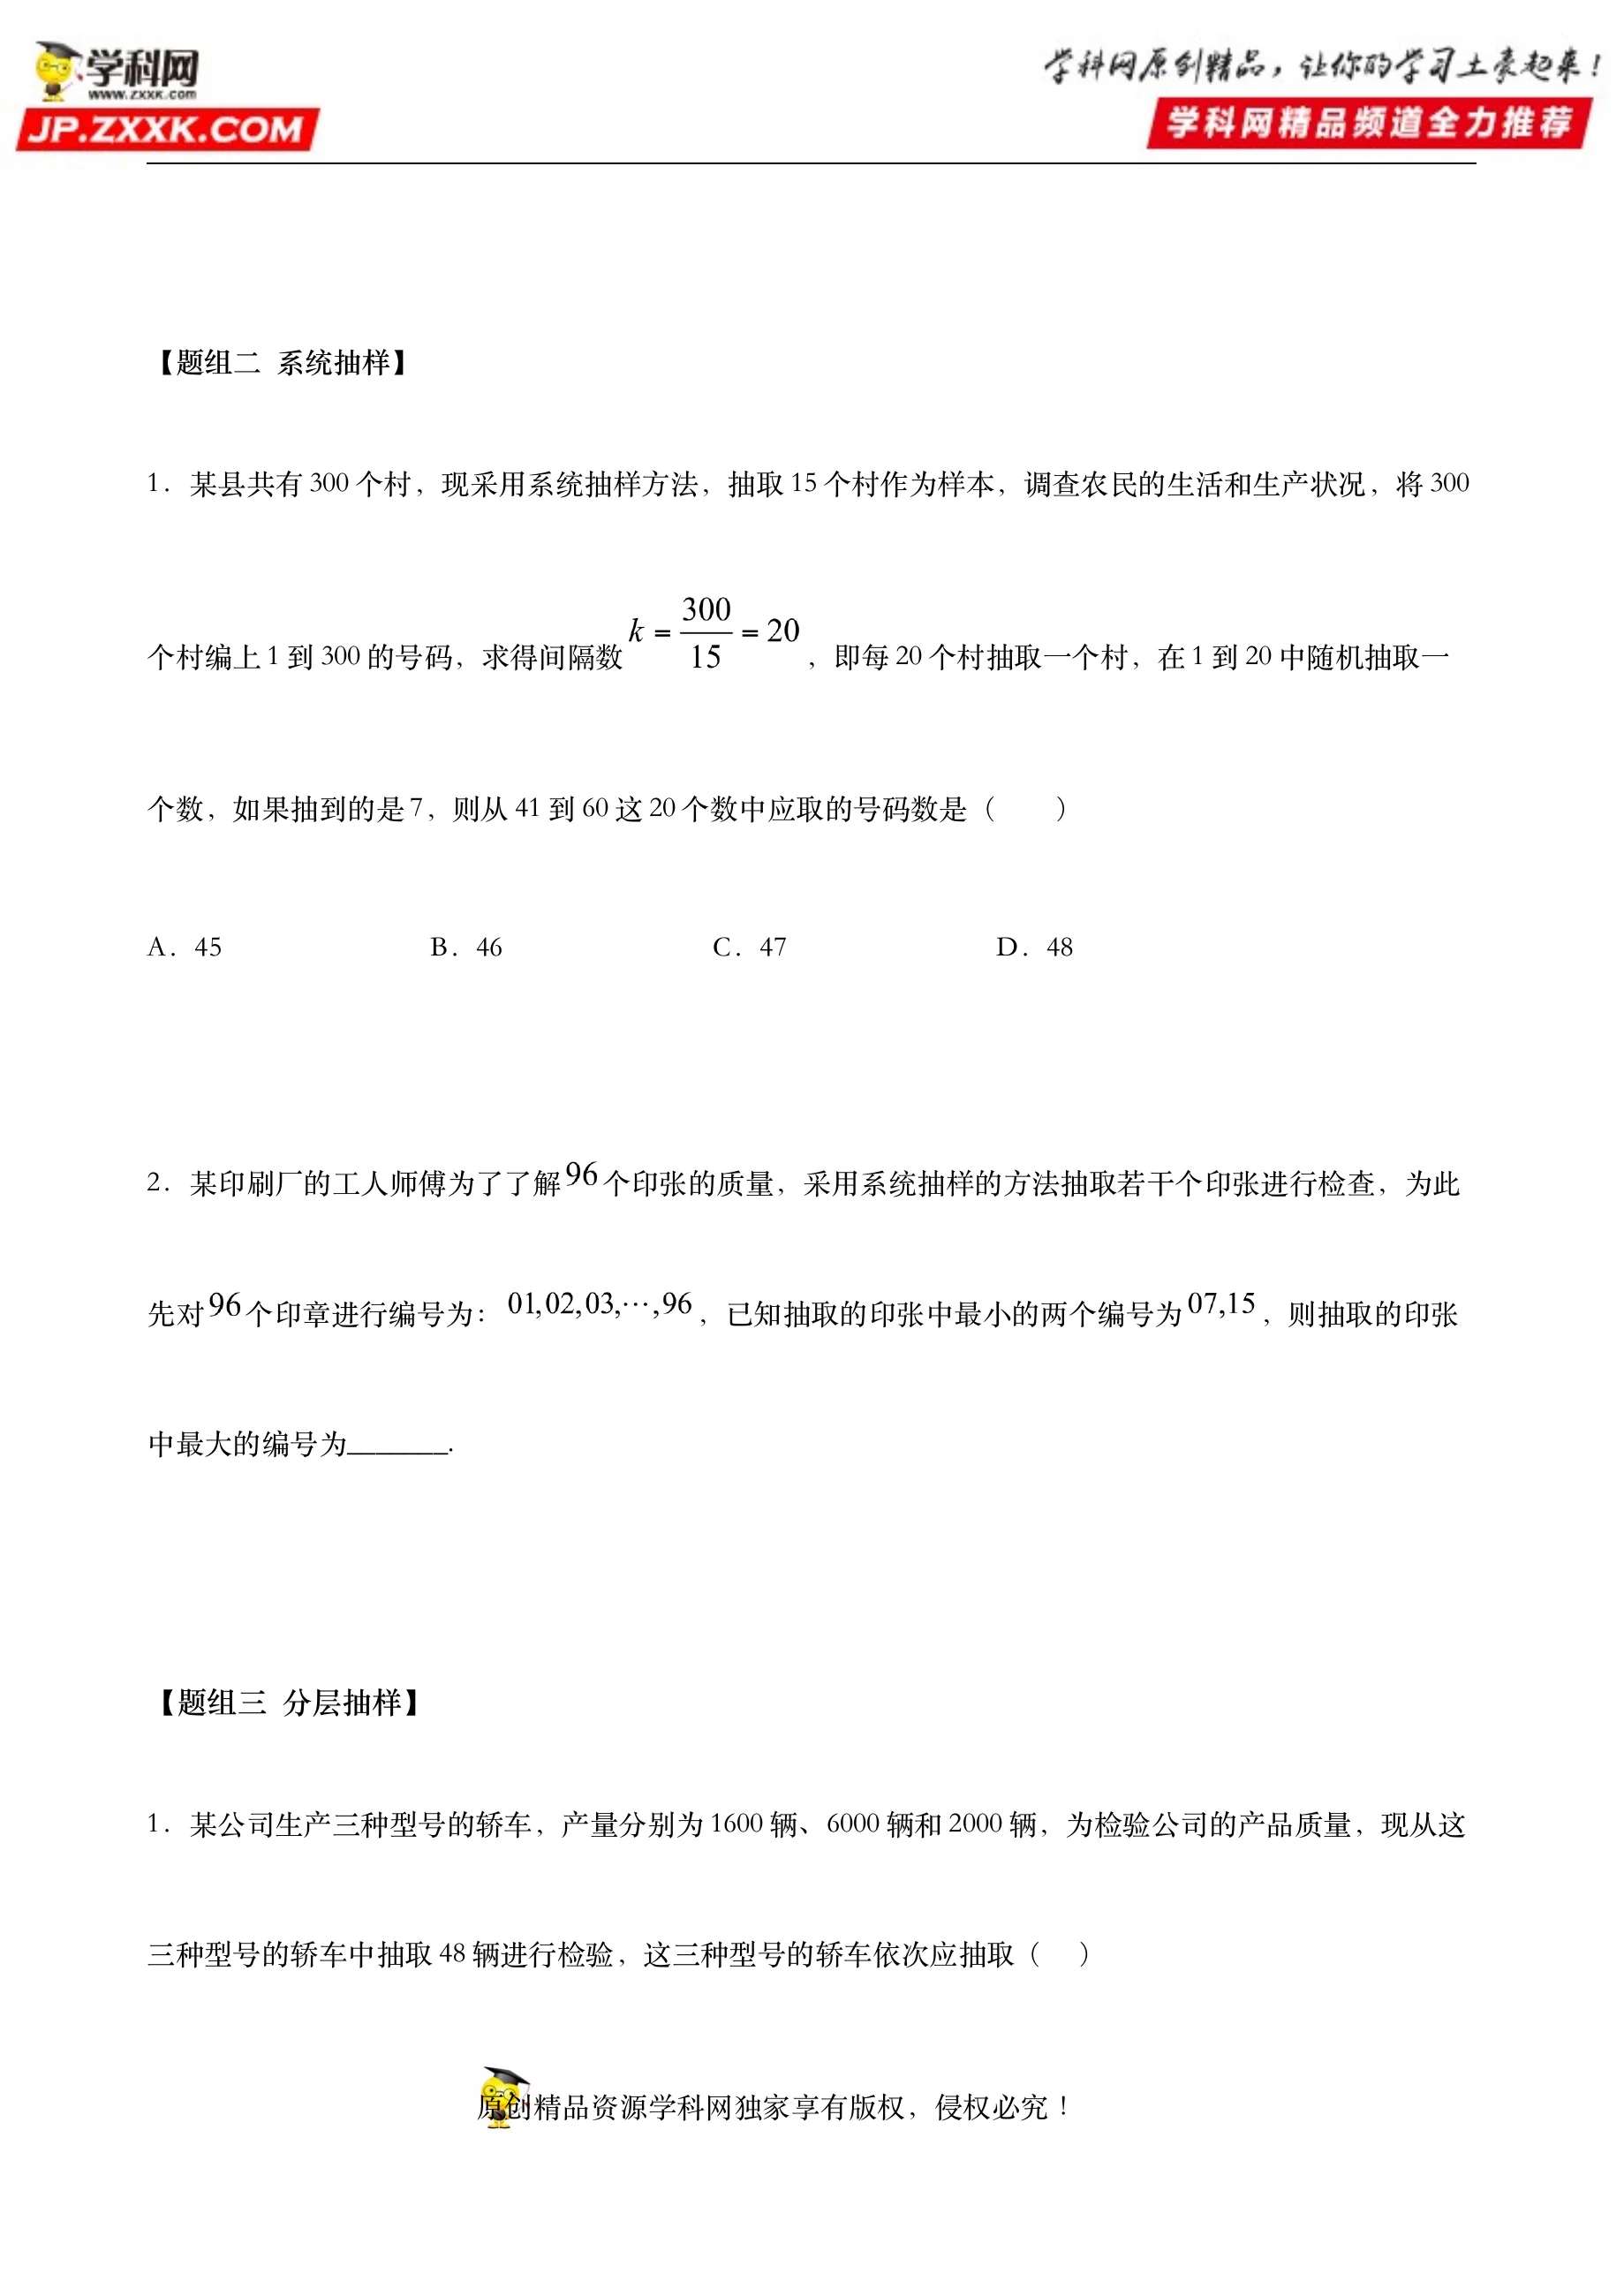 学科网
www.zxxk.com
JP.ZXXK.COM
学科网原创精品，让你的学习土豪起来！
学科网精品频道全力推荐
【题组二 系统抽样】
1．某县共有 300 个村，现采用系统抽样方法，抽取 15 个村作为样本，调查农民的生活和生产状况，将 300
个村编上 1 到 300 的号码，求得间隔数 k = 300/15 = 20 ，即每 20 个村抽取一个村，在 1 到 20 中随机抽取一
个数，如果抽到的是 7，则从 41 到 60 这 20 个数中应取的号码数是（　　）
A．45 B．46 C．47 D．48
2．某印刷厂的工人师傅为了了解 96 个印张的质量，采用系统抽样的方法抽取若干个印张进行检查，为此
先对 96 个印章进行编号为： 01,02,03,⋯,96 ，已知抽取的印张中最小的两个编号为 07,15 ，则抽取的印张
中最大的编号为_______.
【题组三 分层抽样】
1．某公司生产三种型号的轿车，产量分别为 1600 辆、6000 辆和 2000 辆，为检验公司的产品质量，现从这
三种型号的轿车中抽取 48 辆进行检验，这三种型号的轿车依次应抽取（　）
原创精品资源学科网独家享有版权，侵权必究！